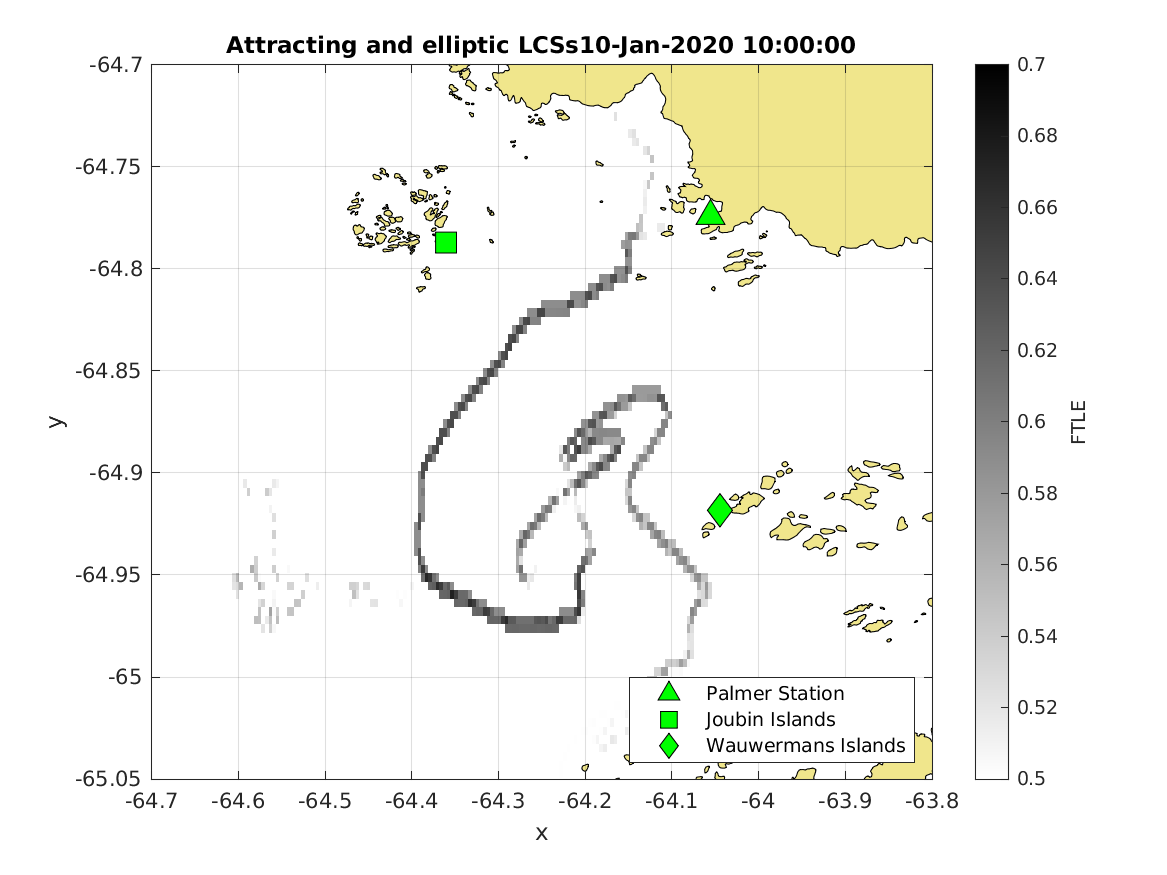 Attracting and elliptic LCSs10-Jan-2020 10:00:00
-64.7
-64.75
-64.8
-64.85
-64.9
-64.95
-65
-65.05
y
-64.7 -64.6 -64.5 -64.4 -64.3 -64.2 -64.1 -64 -63.9 -63.8
x
Palmer Station
Joubin Islands
Wauwermans Islands
0.7
0.68
0.66
0.64
0.62
0.6
0.58
0.56
0.54
0.52
0.5
FTLE